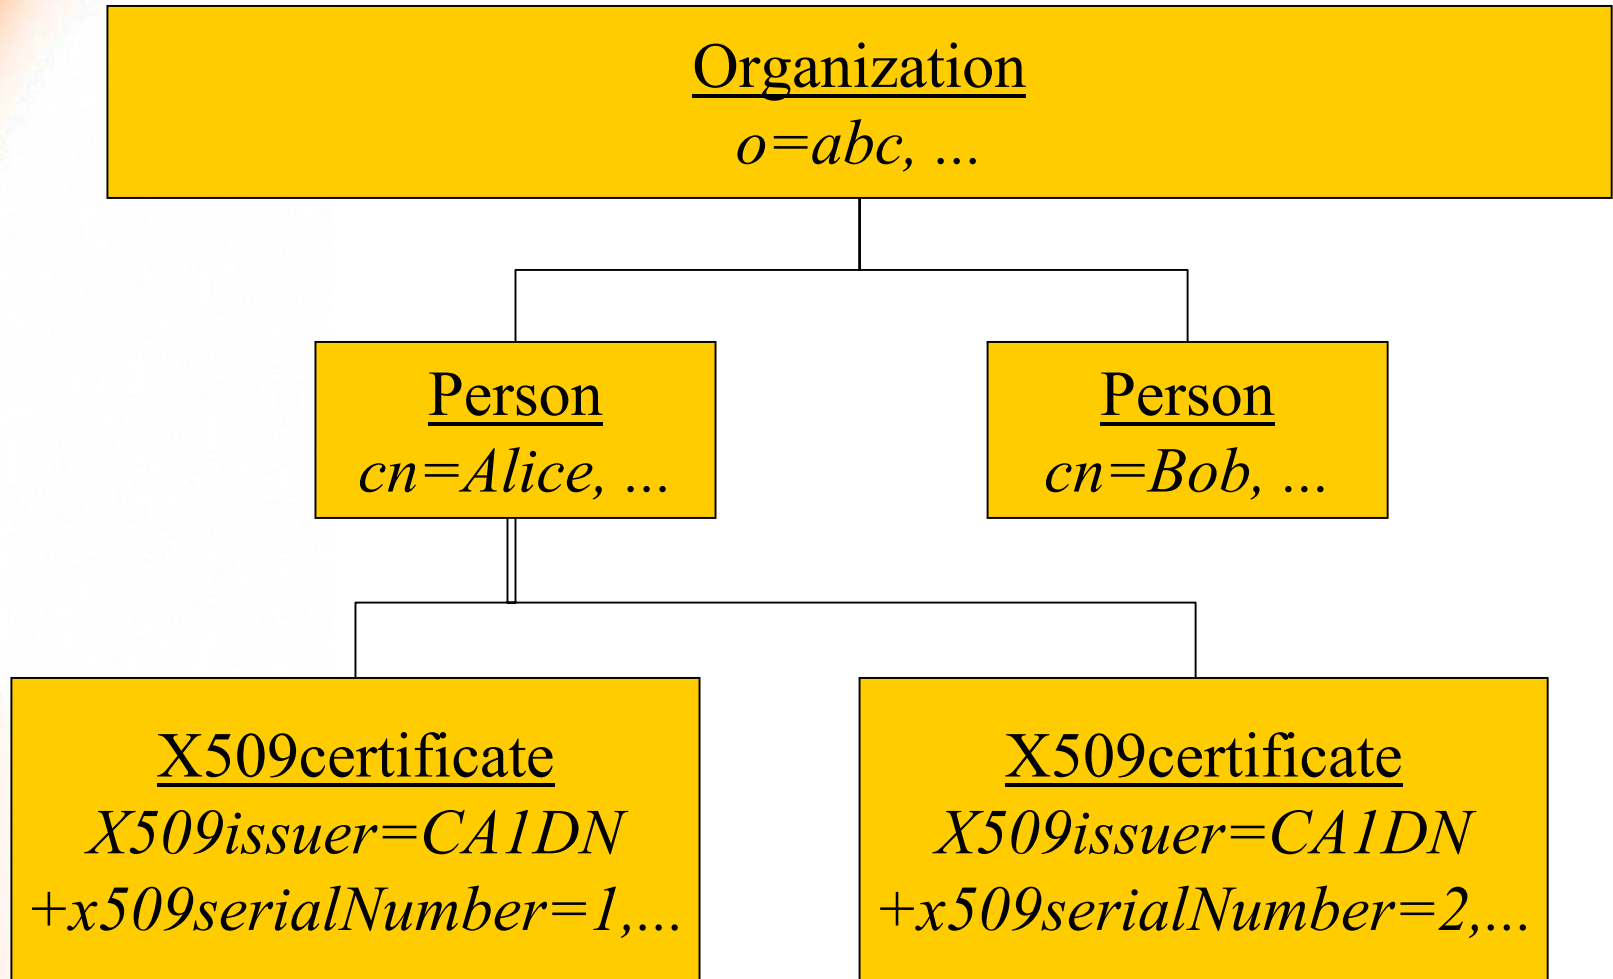 Organization
o=abc, ...
Person
cn=Alice, ...
Person
cn=Bob, ...
X509certificate
X509issuer=CA1DN
+x509serialNumber=1,...
X509certificate
X509issuer=CA1DN
+x509serialNumber=2,...